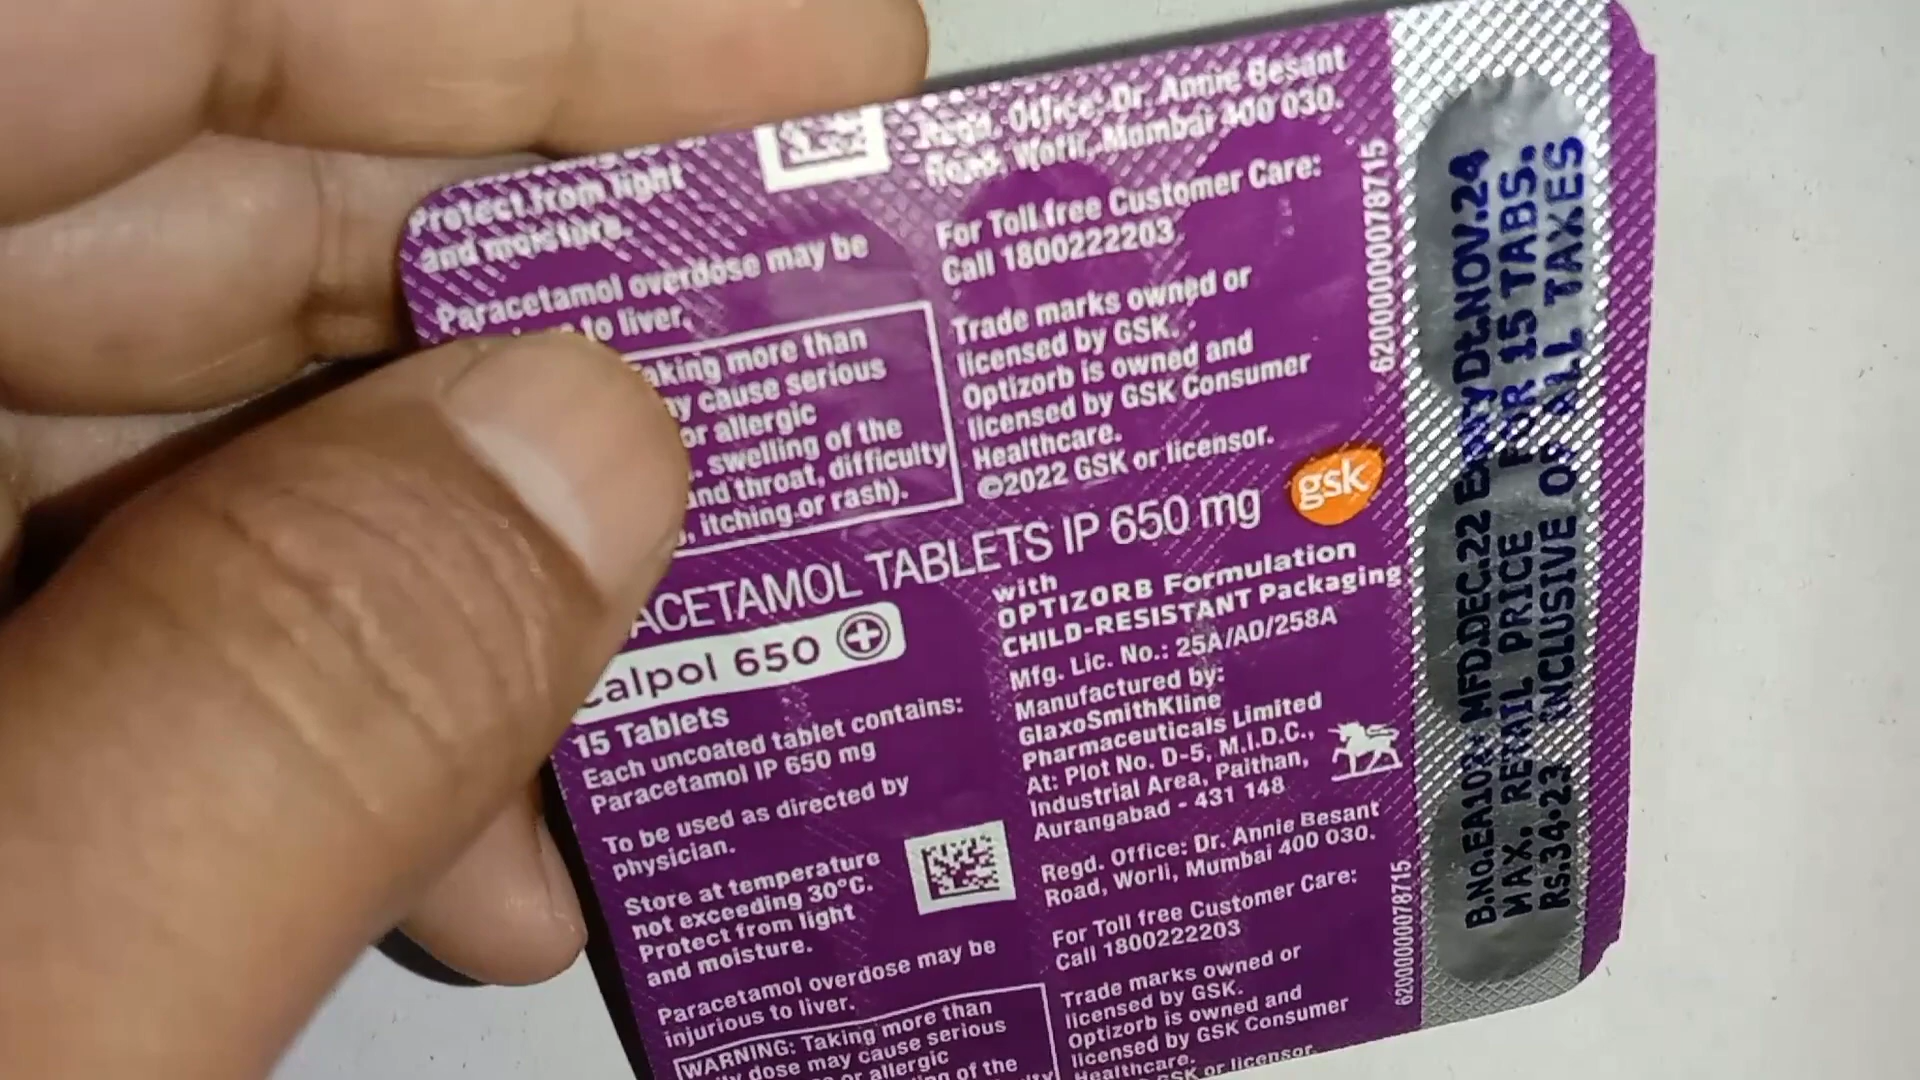 Protect from light
and moisture.
Paracetamol overdose may be
to liver.
more than
cause serious
or allergic
swelling of the
and throat, difficulty
itching or rash).
Regd. Office: Dr. Annie Besant
Road, Worli, Mumbai 400 030.
For Toll free Customer Care:
Call 1800222203
Trade marks owned or
licensed by GSK.
Optizorb is owned and
licensed by GSK Consumer
Healthcare.
©2022 GSK or licensor.
62000000078715
gsk
ACETAMOL TABLETS IP 650 mg
Calpol 650 +
15 Tablets
Each uncoated tablet contains:
Paracetamol IP 650 mg
To be used as directed by
physician.
Store at temperature
not exceeding 30°C.
Protect from light
and moisture.
Paracetamol overdose may be
injurious to liver.
WARNING: Taking more than
dose may cause serious
or allergic
of the
with
OPTIZORB Formulation
CHILD-RESISTANT Packaging
Mfg. Lic. No.: 25A/AD/258A
Manufactured by:
GlaxoSmithKline
Pharmaceuticals Limited
At: Plot No. D-5, M.I.D.C.,
Industrial Area, Paithan,
Aurangabad - 431 148
Regd. Office: Dr. Annie Besant
Road, Worli, Mumbai 400 030.
For Toll free Customer Care:
Call 1800222203
Trade marks owned or
licensed by GSK.
Optizorb is owned and
licensed by GSK Consumer
Healthcare.
GSK or licensor.
62000000078715
MFD.DEC.22 NOV.24
MAX. RETAIL PRICE FOR 15 TABS.
RS.34.23 INCLUSIVE OF ALL TAXES